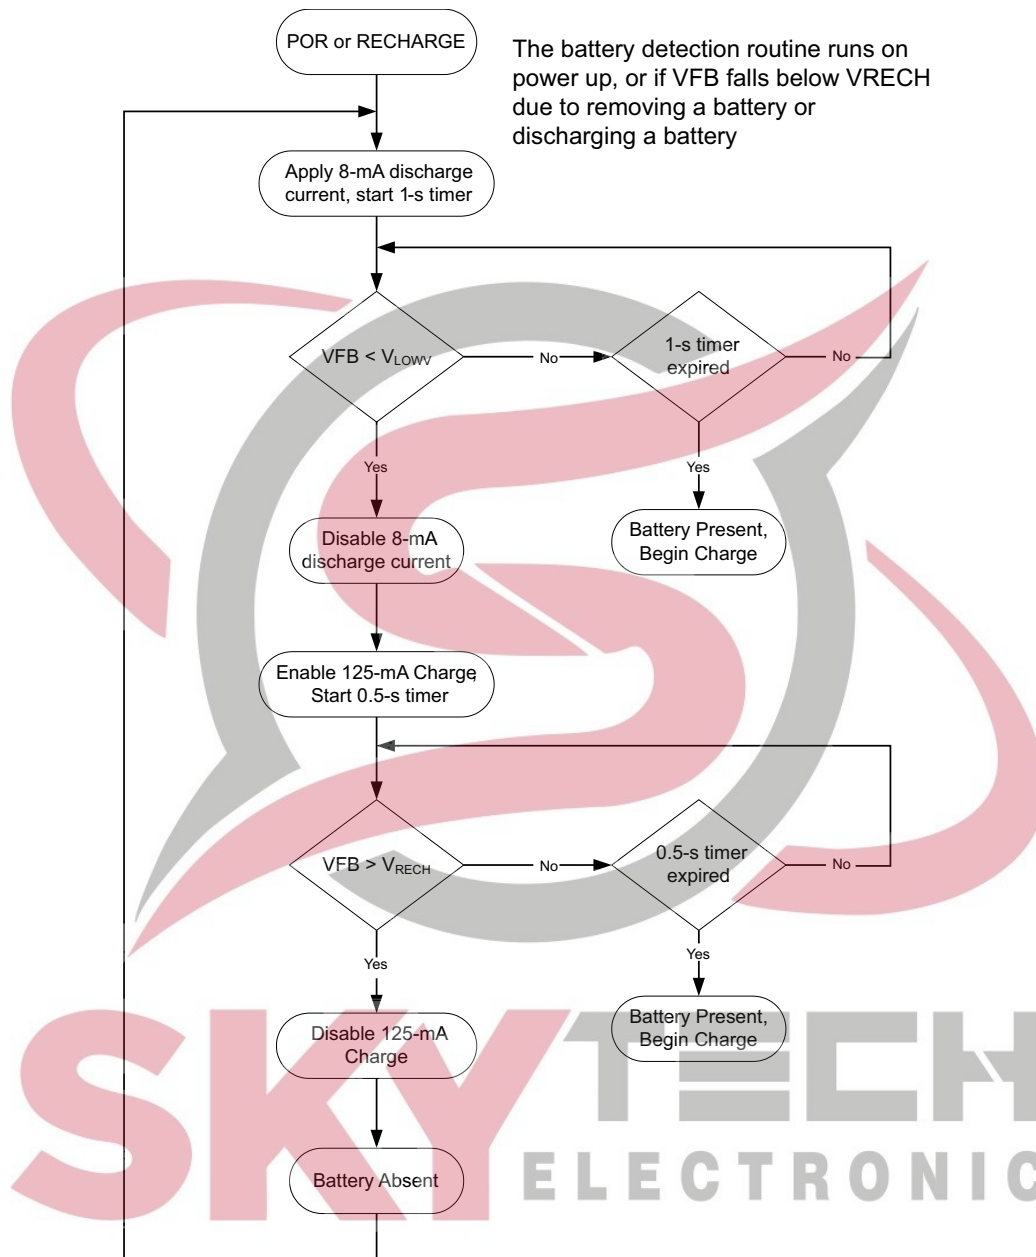 POR or RECHARGE
The battery detection routine runs on
power up, or if VFB falls below VRECH
due to removing a battery or
discharging a battery
Apply 8-mA discharge
current, start 1-s timer
VFB < VLOWV
No
1-s timer
expired
No
Yes
Yes
Disable 8-mA
discharge current
Battery Present,
Begin Charge
Enable 125-mA Charge,
Start 0.5-s timer
VFB > VRECH
No
0.5-s timer
expired
No
Yes
Yes
Disable 125-mA
Charge
Battery Present,
Begin Charge
Battery Absent
SKYTECH
ELECTRONIC